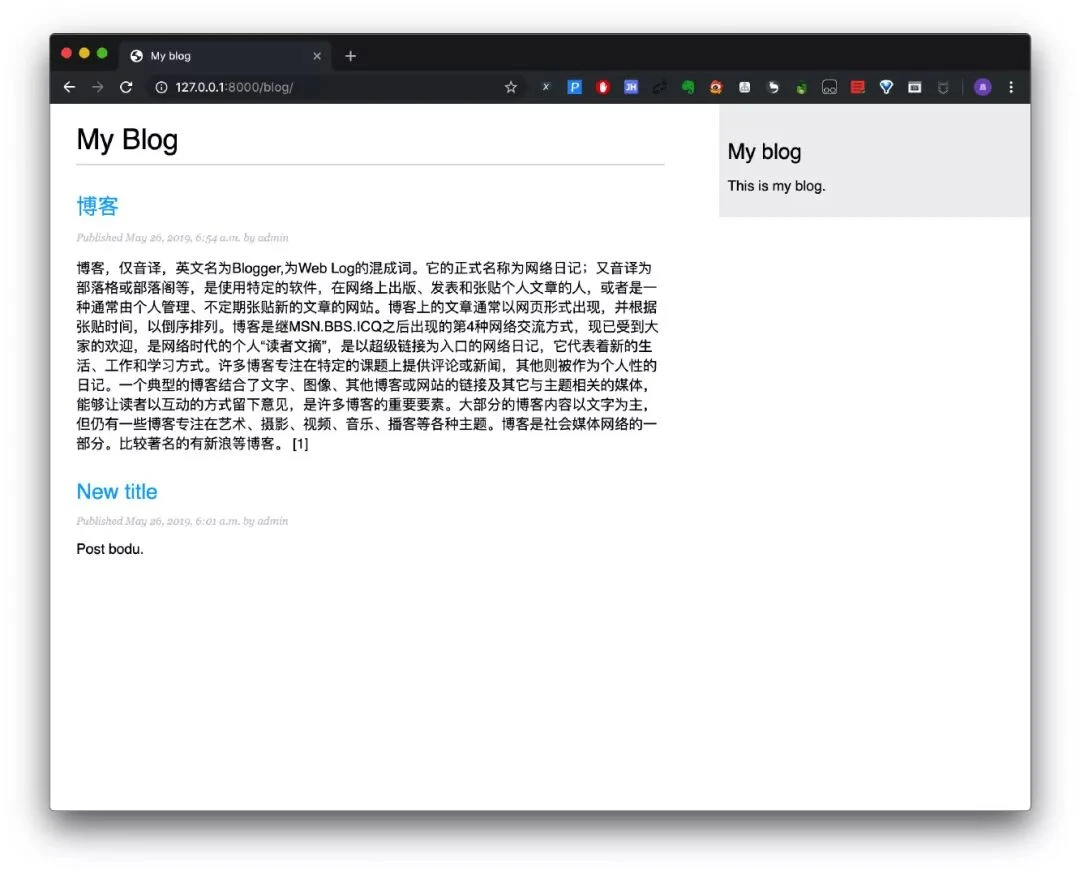 My blog
127.0.0.1:8000/blog/
My Blog
博客
Published May 26, 2019, 6:54 a.m. by admin
博客，仅音译，英文名为Blogger,为Web Log的混成词。它的正式名称为网络日记；又音译为
部落格或部落阁等，是使用特定的软件，在网络上出版、发表和张贴个人文章的人，或者是一
种通常由个人管理、不定期张贴新的文章的网站。博客上的文章通常以网页形式出现，并根据
张贴时间，以倒序排列。博客是继MSN.BBS.ICQ之后出现的第4种网络交流方式，现已受到大
家的欢迎，是网络时代的个人“读者文摘”，是以超级链接为入口的网络日记，它代表着新的生
活、工作和学习方式。许多博客专注在特定的课题上提供评论或新闻，其他则被作为个人性的
日记。一个典型的博客结合了文字、图像、其他博客或网站的链接及其它与主题相关的媒体，
能够让读者以互动的方式留下意见，是许多博客的重要要素。大部分的博客内容以文字为主，
但仍有一些博客专注在艺术、摄影、视频、音乐、播客等各种主题。博客是社会媒体网络的一
部分。比较著名的有新浪等博客。 [1]
New title
Published May 26, 2019, 6:01 a.m. by admin
Post bodu.
My blog
This is my blog.